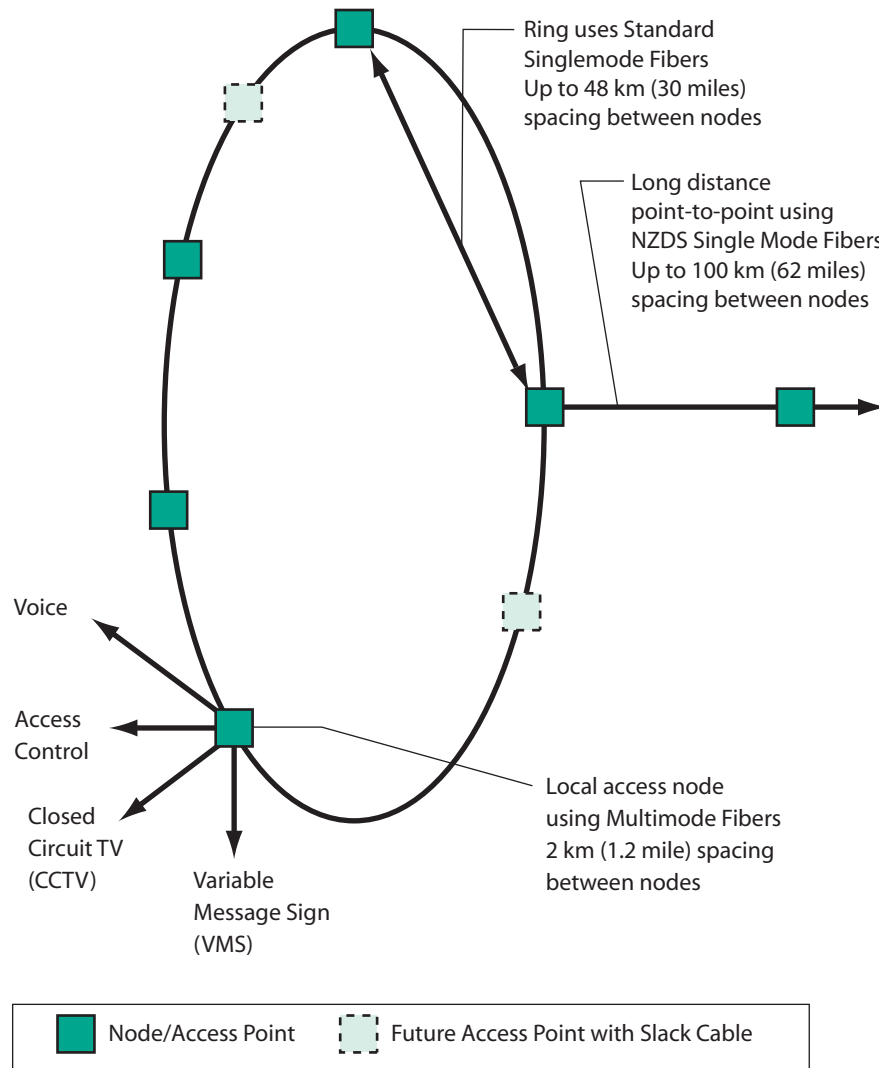 Ring uses Standard
Singlemode Fibers
Up to 48 km (30 miles)
spacing between nodes
Long distance
point-to-point using
NZDS Single Mode Fibers
Up to 100 km (62 miles)
spacing between nodes
Voice
Access
Control
Closed
Circuit TV
(CCTV)
Variable
Message Sign
(VMS)
Local access node
using Multimode Fibers
2 km (1.2 mile) spacing
between nodes
Node/Access Point
Future Access Point with Slack Cable